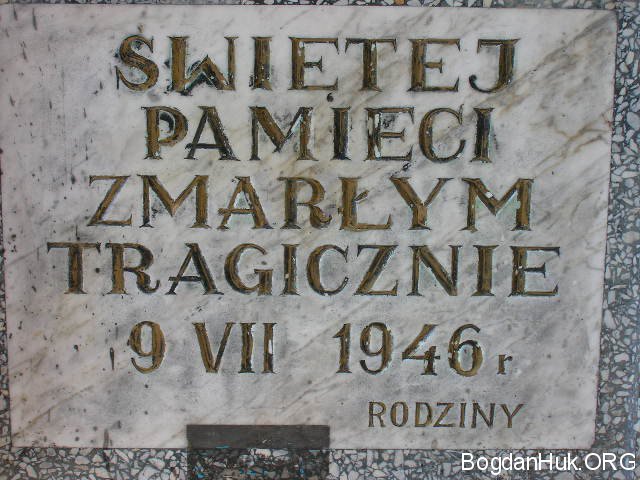 ŚWIĘTEJ
PAMIĘCI
ZMARŁYM
TRAGICZNIE
9 VII 1946 r
RODZINY
BogdanHuk.ORG